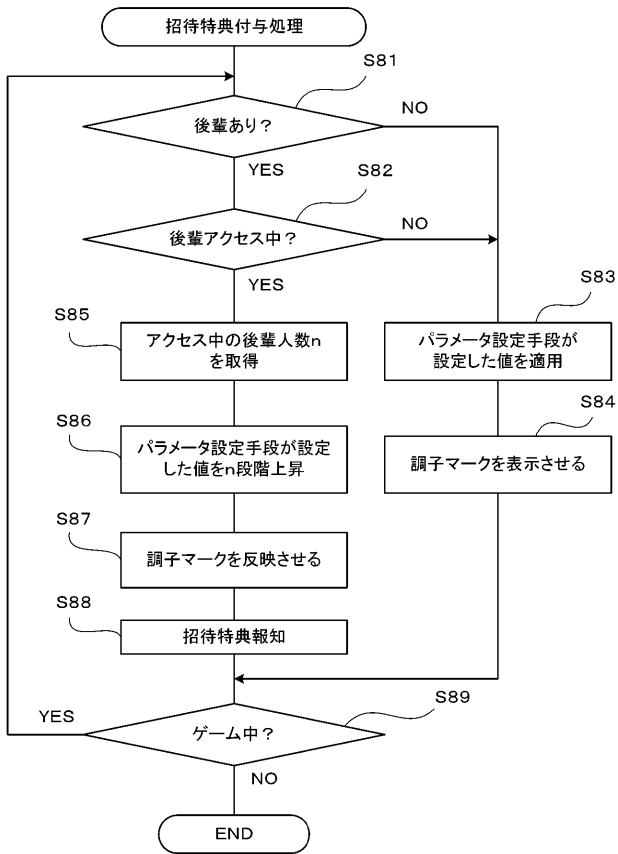 招待特典付与処理
S81
後輩あり？
NO
YES
S82
後輩アクセス中？
NO
YES
S83
パラメータ設定手段が
設定した値を適用
S84
調子マークを表示させる
S85
アクセス中の後輩人数n
を取得
S86
パラメータ設定手段が設定
した値をn段階上昇
S87
調子マークを反映させる
S88
招待特典報知
S89
ゲーム中？
YES
NO
END